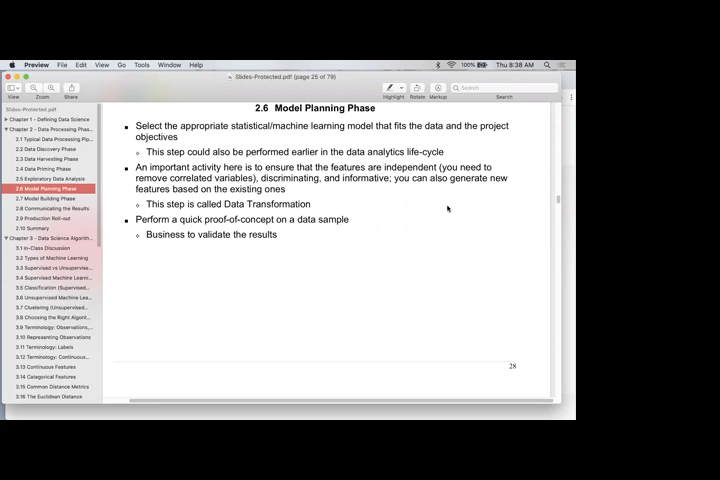 Preview File Edit View Go Tools Window Help 100% Thu 8:38 AM
Slides-Protected.pdf (page 25 of 79)
Search
View Zoom Share Highlight Rotate Markup Search
Slides-Protected.pdf
Chapter 1 - Defining Data Science
Chapter 2 - Data Processing Phas...
2.1 Typical Data Processing Pip...
2.2 Data Discovery Phase
2.3 Data Harvesting Phase
2.4 Data Priming Phase
2.5 Exploratory Data Analysis
2.6 Model Planning Phase
2.7 Model Building Phase
2.8 Communicating the Results
2.9 Production Roll-out
2.10 Summary
Chapter 3 - Data Science Algorith...
3.1 In-Class Discussion
3.2 Types of Machine Learning
3.3 Supervised vs Unsupervise...
3.4 Supervised Machine Learni...
3.5 Classification (Supervised...
3.6 Unsupervised Machine Lea...
3.7 Clustering (Unsupervised...
3.8 Choosing the Right Algorit...
3.9 Terminology: Observations,...
3.10 Representing Observations
3.11 Terminology: Labels
3.12 Terminology: Continuous...
3.13 Continuous Features
3.14 Categorical Features
3.15 Common Distance Metrics
3.16 The Euclidean Distance
2.6 Model Planning Phase
Select the appropriate statistical/machine learning model that fits the data and the project
objectives
This step could also be performed earlier in the data analytics life-cycle
An important activity here is to ensure that the features are independent (you need to
remove correlated variables), discriminating, and informative; you can also generate new
features based on the existing ones
This step is called Data Transformation
Perform a quick proof-of-concept on a data sample
Business to validate the results
28